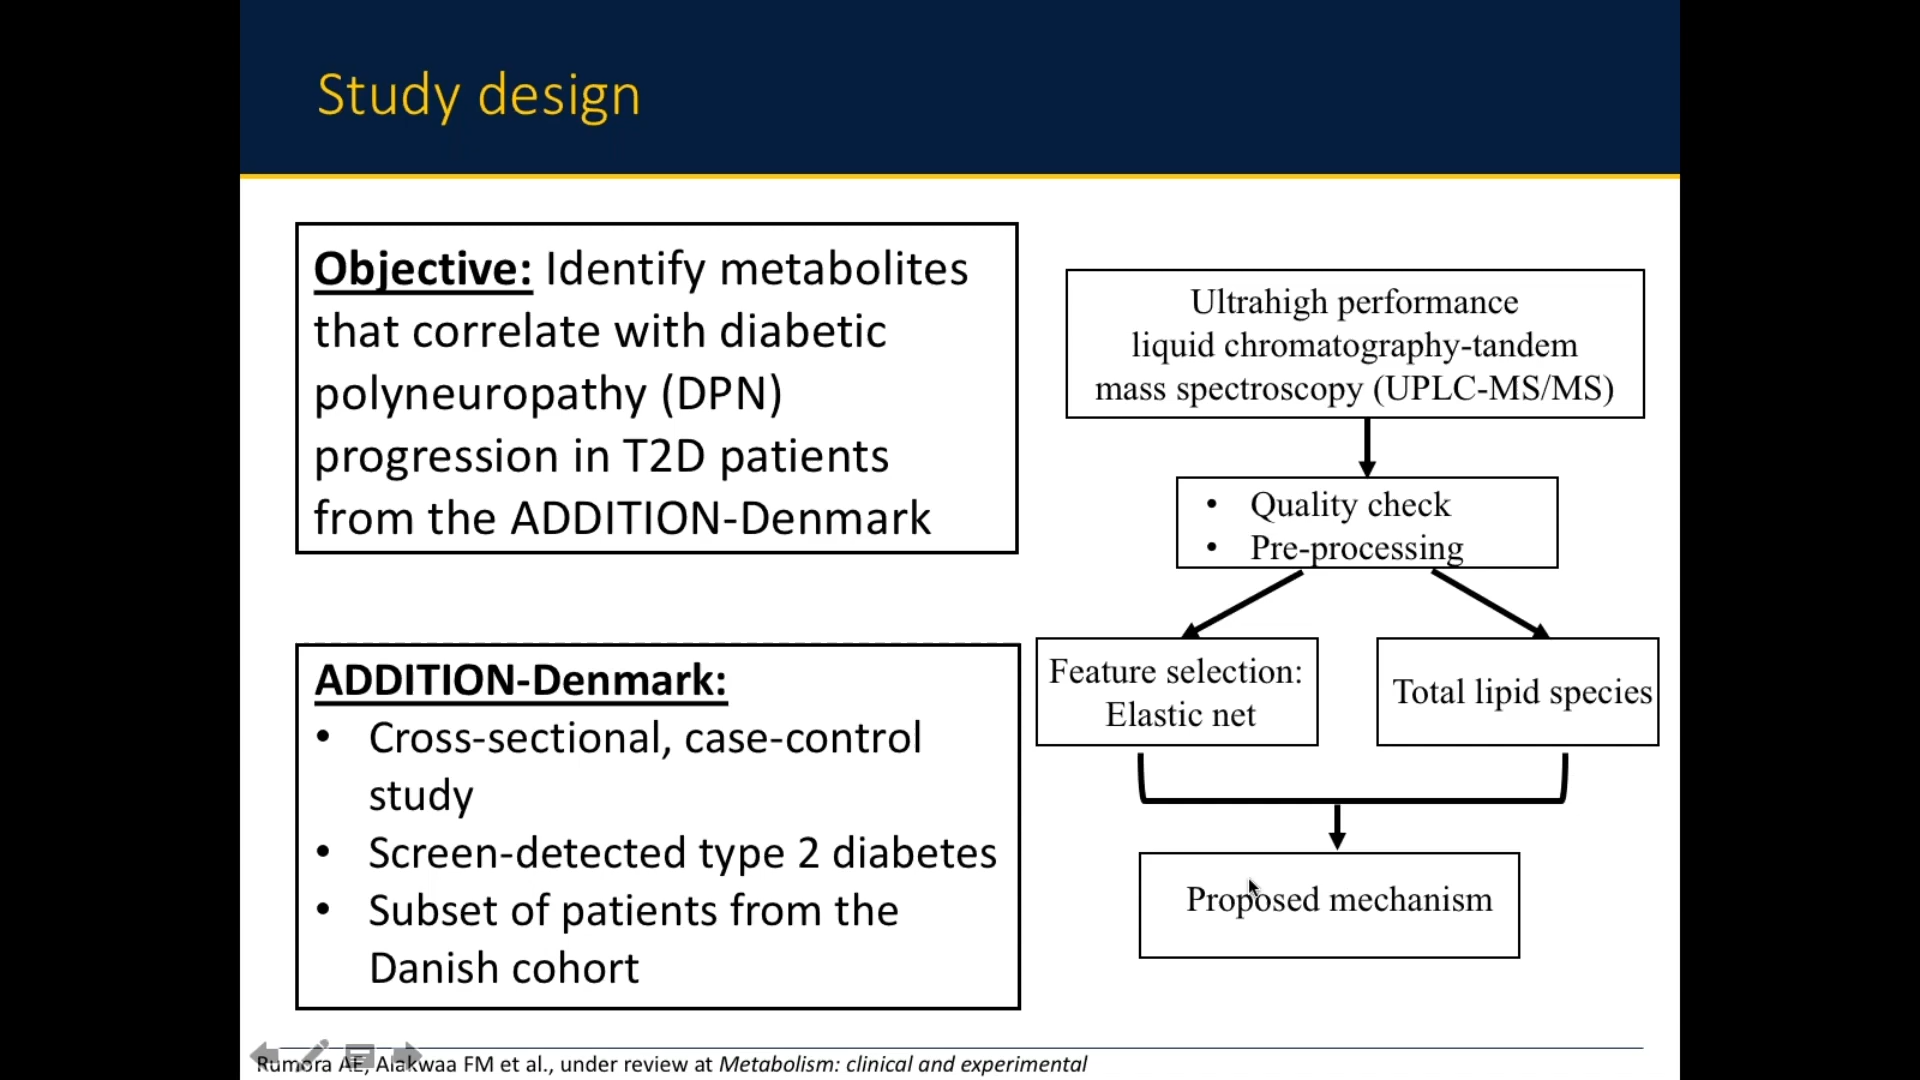 Study design
Objective: Identify metabolites
that correlate with diabetic
polyneuropathy (DPN)
progression in T2D patients
from the ADDITION-Denmark
ADDITION-Denmark:
• Cross-sectional, case-control
study
• Screen-detected type 2 diabetes
• Subset of patients from the
Danish cohort
Ultrahigh performance
liquid chromatography-tandem
mass spectroscopy (UPLC-MS/MS)
• Quality check
• Pre-processing
Feature selection:
Elastic net
Total lipid species
Proposed mechanism
Rumora AE, Alakwaa FM et al., under review at Metabolism: clinical and experimental